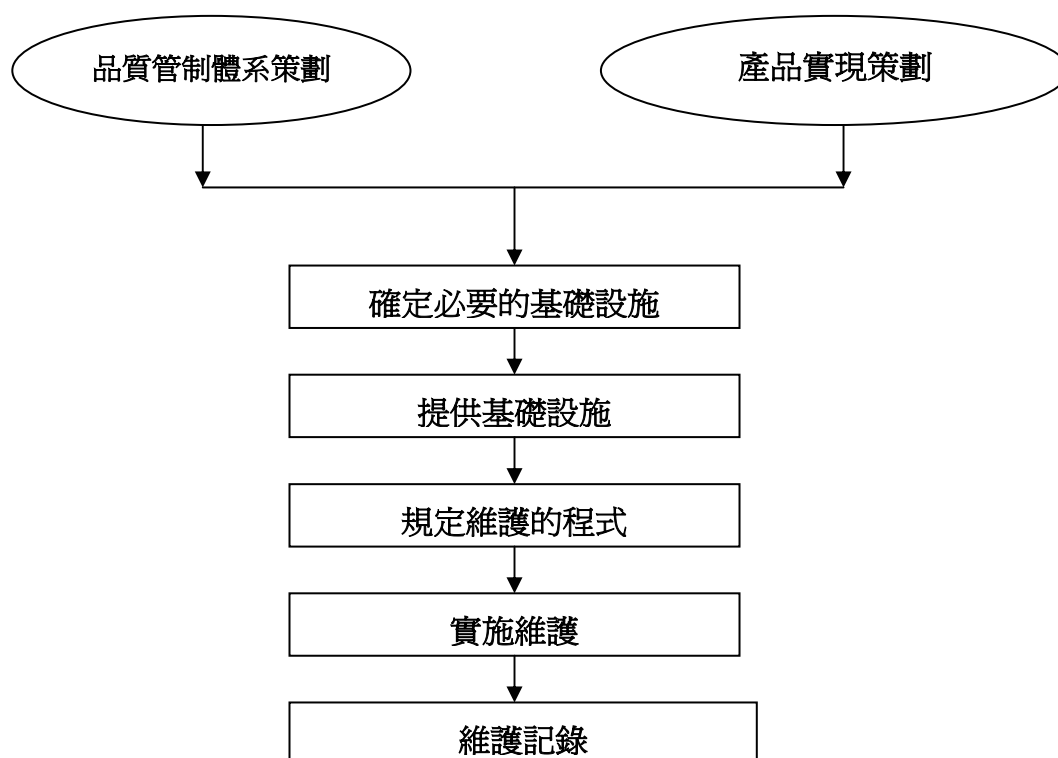 品質管制體系策劃
產品實現策劃
確定必要的基礎設施
提供基礎設施
規定維護的程式
實施維護
維護記錄